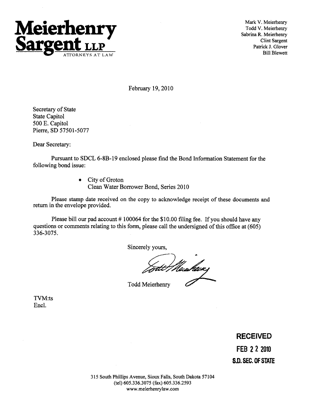 Meierhenry
Sargent LLP
ATTORNEYS AT LAW
Mark V. Meierhenry
Todd V. Meierhenry
Sabrina R. Meierhenry
Clint Sargent
Patrick J. Glover
Bill Blewett
February 19, 2010
Secretary of State
State Capitol
500 E. Capitol
Pierre, SD 57501-5077
Dear Secretary:
Pursuant to SDCL 6-8B-19 enclosed please find the Bond Information Statement for the
following bond issue:
• City of Groton
Clean Water Borrower Bond, Series 2010
Please stamp date received on the copy to acknowledge receipt of these documents and
return in the envelope provided.
Please bill our pad account # 100064 for the $10.00 filing fee. If you should have any
questions or comments relating to this form, please call the undersigned of this office at (605)
336-3075.
Sincerely yours,
Todd Meierhenry
Todd Meierhenry
TVM:ts
Encl.
RECEIVED
FEB 22 2010
S.D. SEC. OF STATE
315 South Phillips Avenue, Sioux Falls, South Dakota 57104
(tel) 605.336.3075 (fax) 605.336.2593
www.meierhenrylaw.com